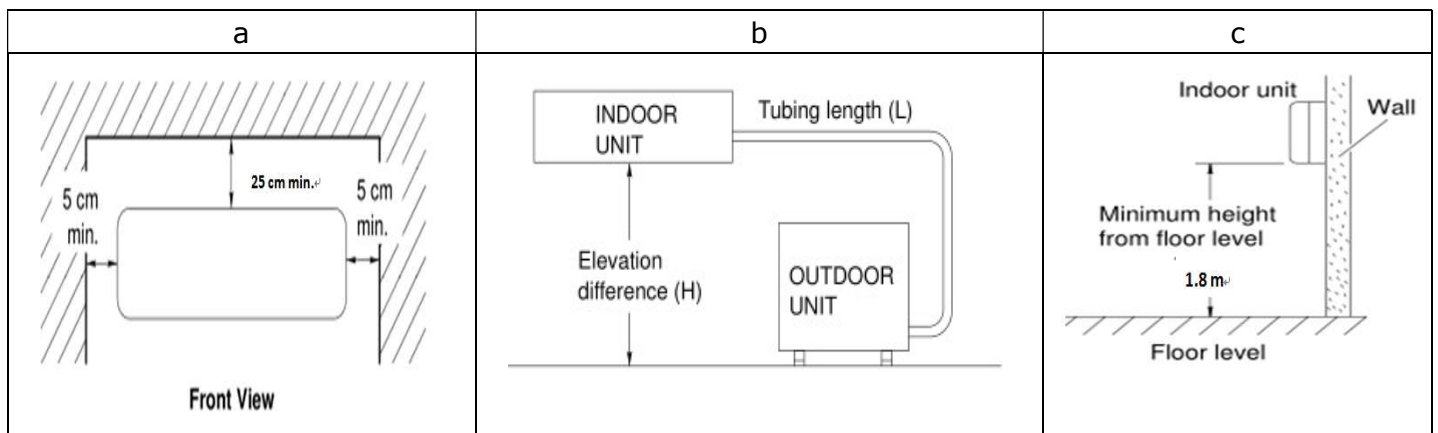 a
b
c
25 cm min.
5 cm
min.
5 cm
min.
Front View
INDOOR
UNIT
Tubing length (L)
Elevation
difference (H)
OUTDOOR
UNIT
Indoor unit
Wall
Minimum height
from floor level
1.8 m
Floor level